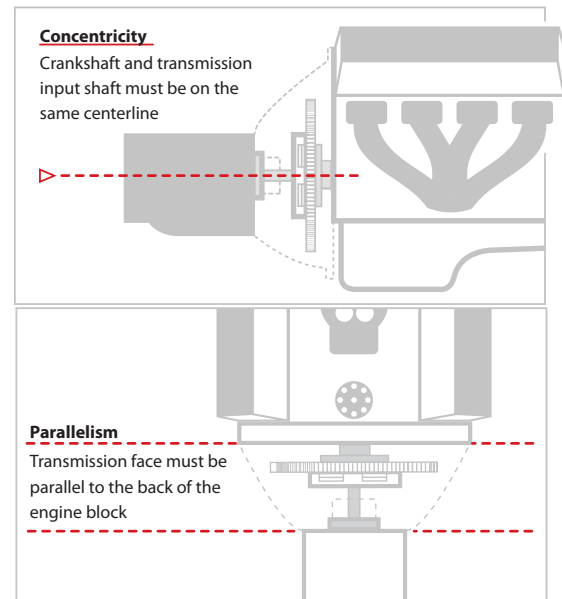 Concentricity
Crankshaft and transmission
input shaft must be on the
same centerline
Parallelism
Transmission face must be
parallel to the back of the
engine block